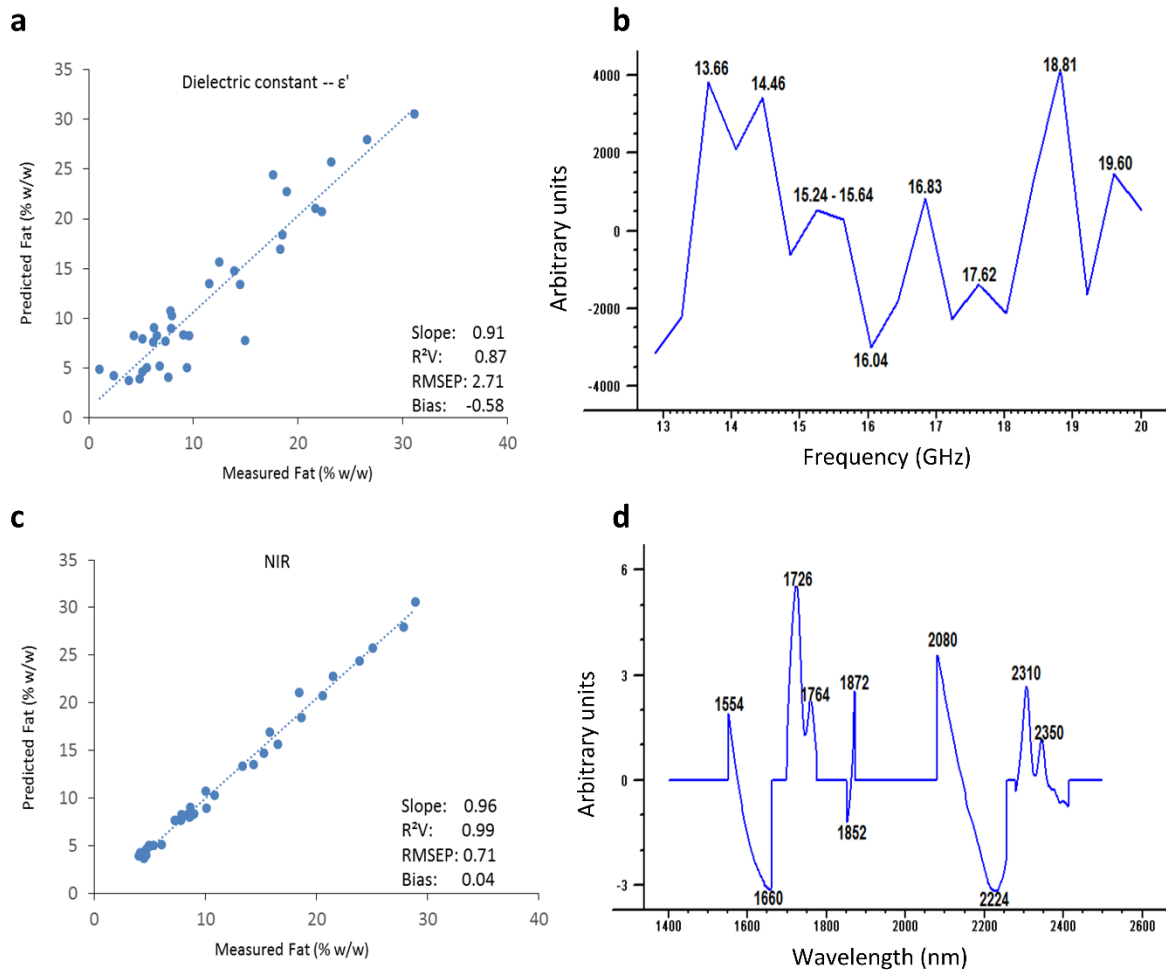 a
Dielectric constant -- ε'
35
30
25
20
15
10
5
0
Predicted Fat (% w/w)
Slope: 0.91
R²V: 0.87
RMSEP: 2.71
Bias: -0.58
0 10 20 30 40
Measured Fat (% w/w)
b
4000
2000
0
-2000
-4000
Arbitrary units
13.66
14.46
15.24 - 15.64
16.04
16.83
17.62
18.81
19.60
13 14 15 16 17 18 19 20
Frequency (GHz)
c
NIR
35
30
25
20
15
10
5
0
Predicted Fat (% w/w)
Slope: 0.96
R²V: 0.99
RMSEP: 0.71
Bias: 0.04
0 10 20 30 40
Measured Fat (% w/w)
d
6
3
0
-3
Arbitrary units
1554
1660
1726
1764
1852
1872
2080
2224
2310
2350
1400 1600 1800 2000 2200 2400 2600
Wavelength (nm)